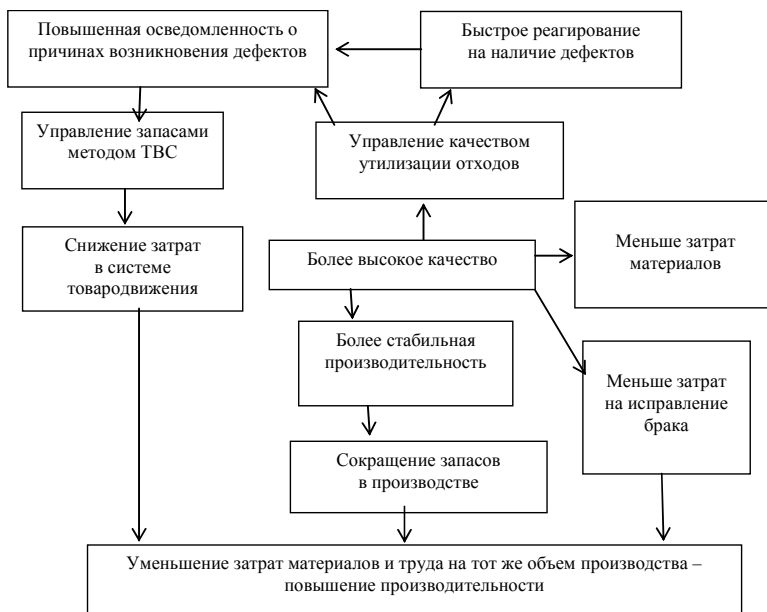 Повышенная осведомленность о
причинах возникновения дефектов
Быстрое реагирование
на наличие дефектов
Управление запасами
методом ТВС
Управление качеством
утилизации отходов
Снижение затрат
в системе
товародвижения
Более высокое качество
Меньше затрат
материалов
Более стабильная
производительность
Меньше затрат
на исправление
брака
Сокращение запасов
в производстве
Уменьшение затрат материалов и труда на тот же объем производства –
повышение производительности